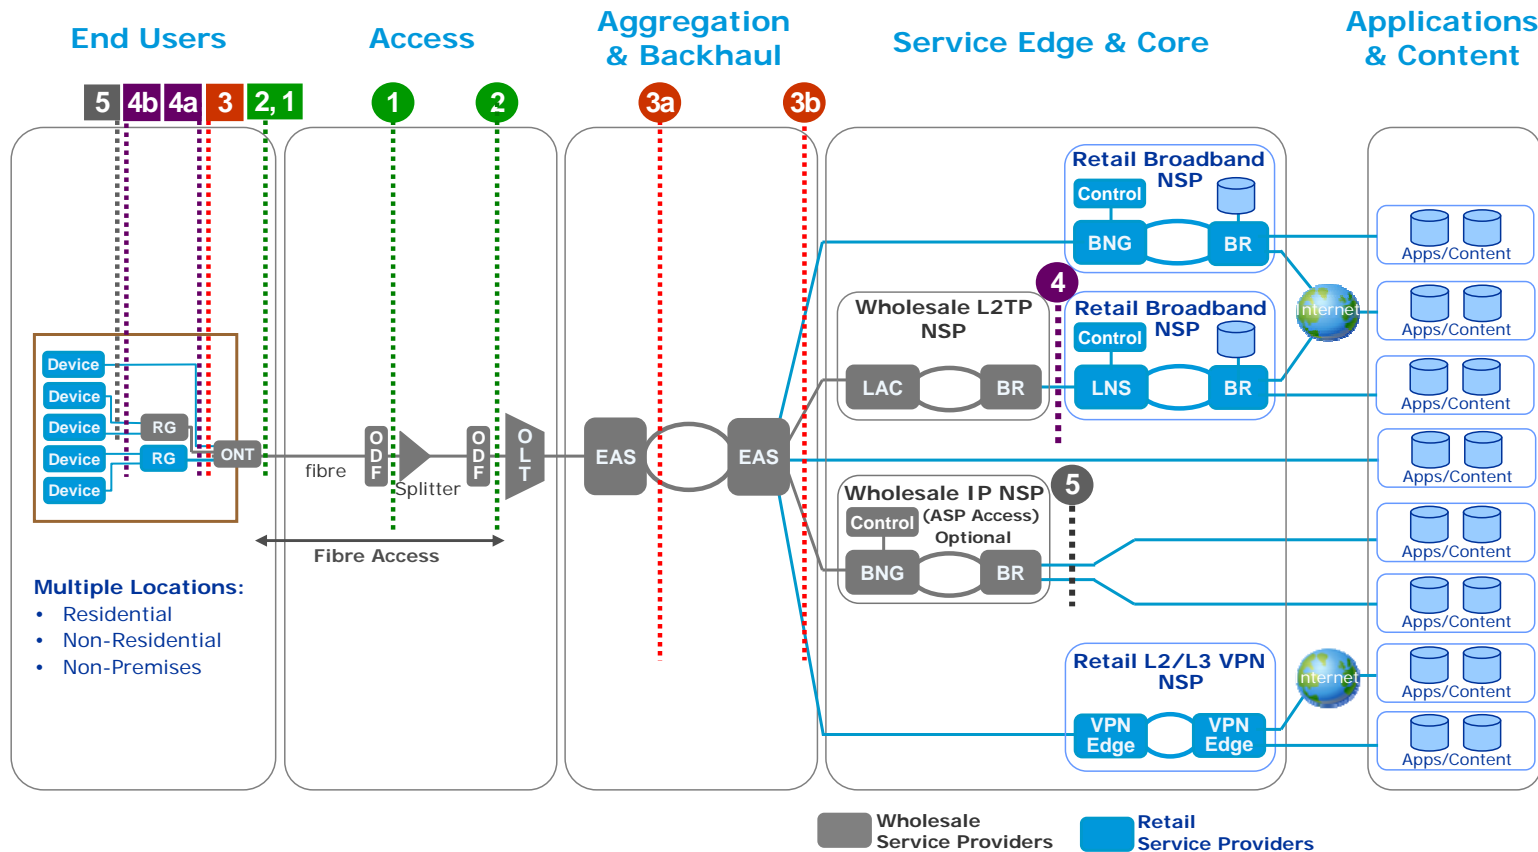 End Users
Access
Aggregation
& Backhaul
Service Edge & Core
Applications
& Content
5
4b
4a
3
2, 1
1
2
3a
3b
Device
Device
Device
Device
Device
RG
RG
ONT
fibre
ODF
Splitter
ODF
OLT
Fibre Access
Multiple Locations:
• Residential
• Non-Residential
• Non-Premises
EAS
EAS
Retail Broadband
NSP
Control
BNG
BR
Wholesale L2TP
NSP
LAC
BR
4
Retail Broadband
NSP
Control
LNS
BR
Internet
Wholesale IP NSP
(ASP Access)
Optional
Control
BNG
BR
5
Retail L2/L3 VPN
NSP
VPN
Edge
VPN
Edge
Internet
Apps/Content
Apps/Content
Apps/Content
Apps/Content
Apps/Content
Apps/Content
Apps/Content
Apps/Content
Wholesale
Service Providers
Retail
Service Providers